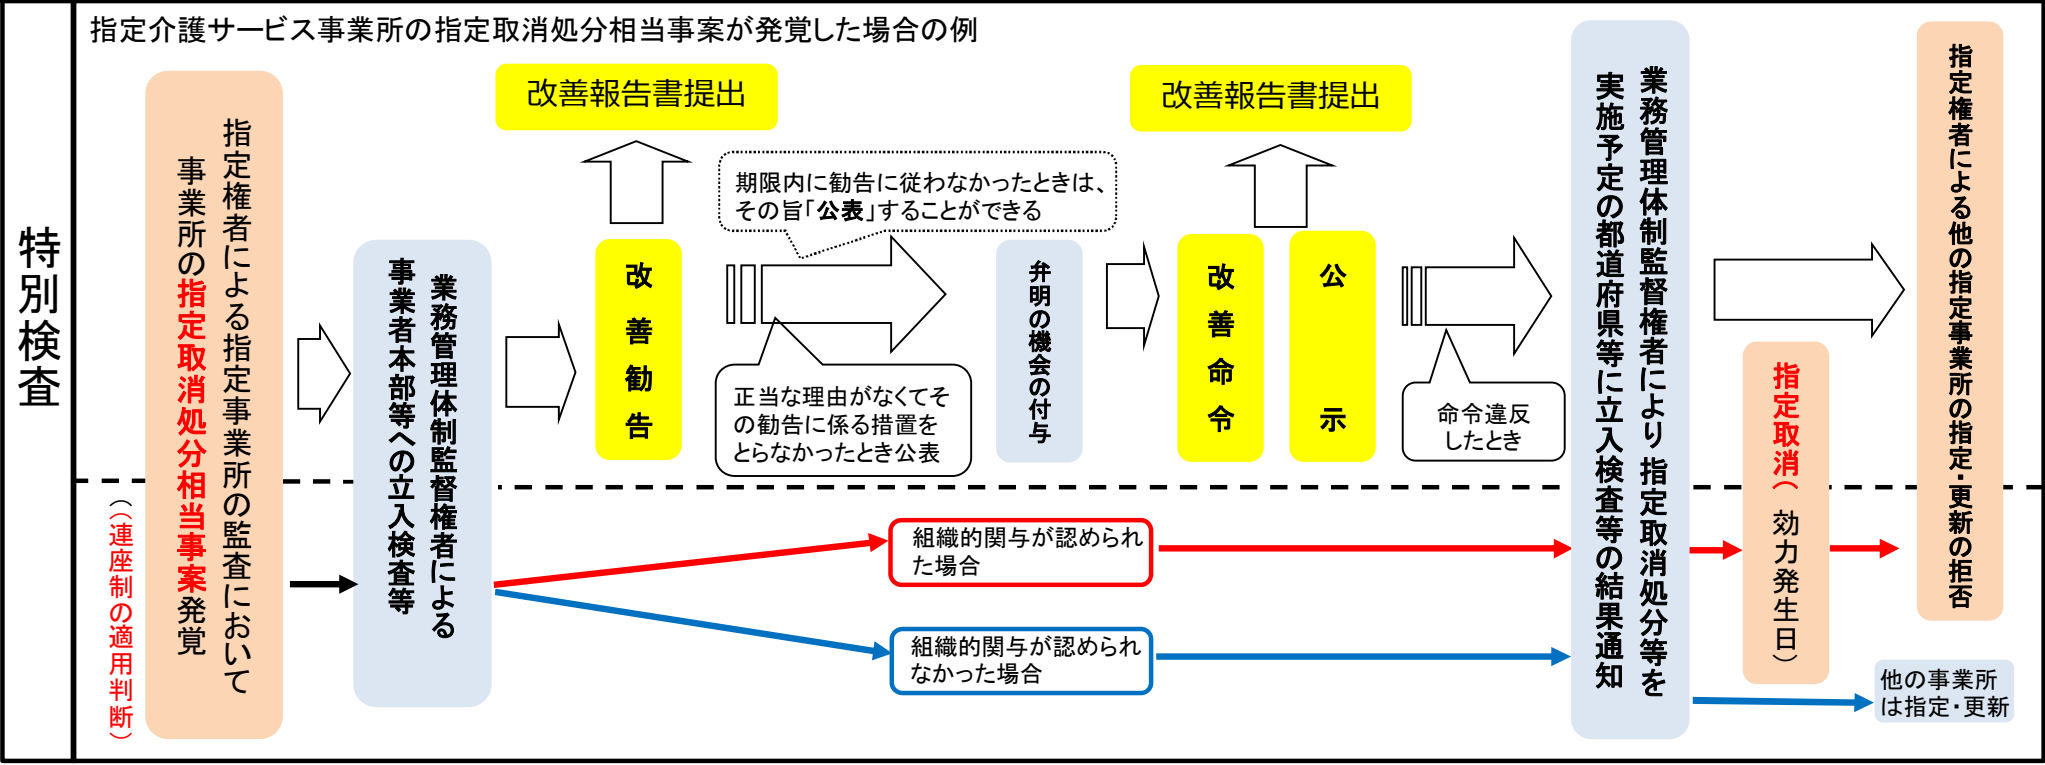 特別検査
指定介護サービス事業所の指定取消処分相当事案が発覚した場合の例
指定権者による指定事業所の監査において
事業所の指定取消処分相当事案発覚
（（連座制の適用判断）
業務管理体制監督権者による
事業者本部等への立入検査等
改善報告書提出
改善勧告
期限内に勧告に従わなかったときは、
その旨「公表」することができる
正当な理由がなくてそ
の勧告に係る措置を
とらなかったとき公表
弁明の機会の付与
改善報告書提出
改善命令
公示
命令違反
したとき
組織的関与が認められ
た場合
組織的関与が認められ
なかった場合
業務管理体制監督権者により 指定取消処分等を
実施予定の都道府県等に立入検査等の結果通知
指定取消（ 効力発生日）
指定権者による他の指定事業所の指定・更新の拒否
他の事業所
は指定・更新